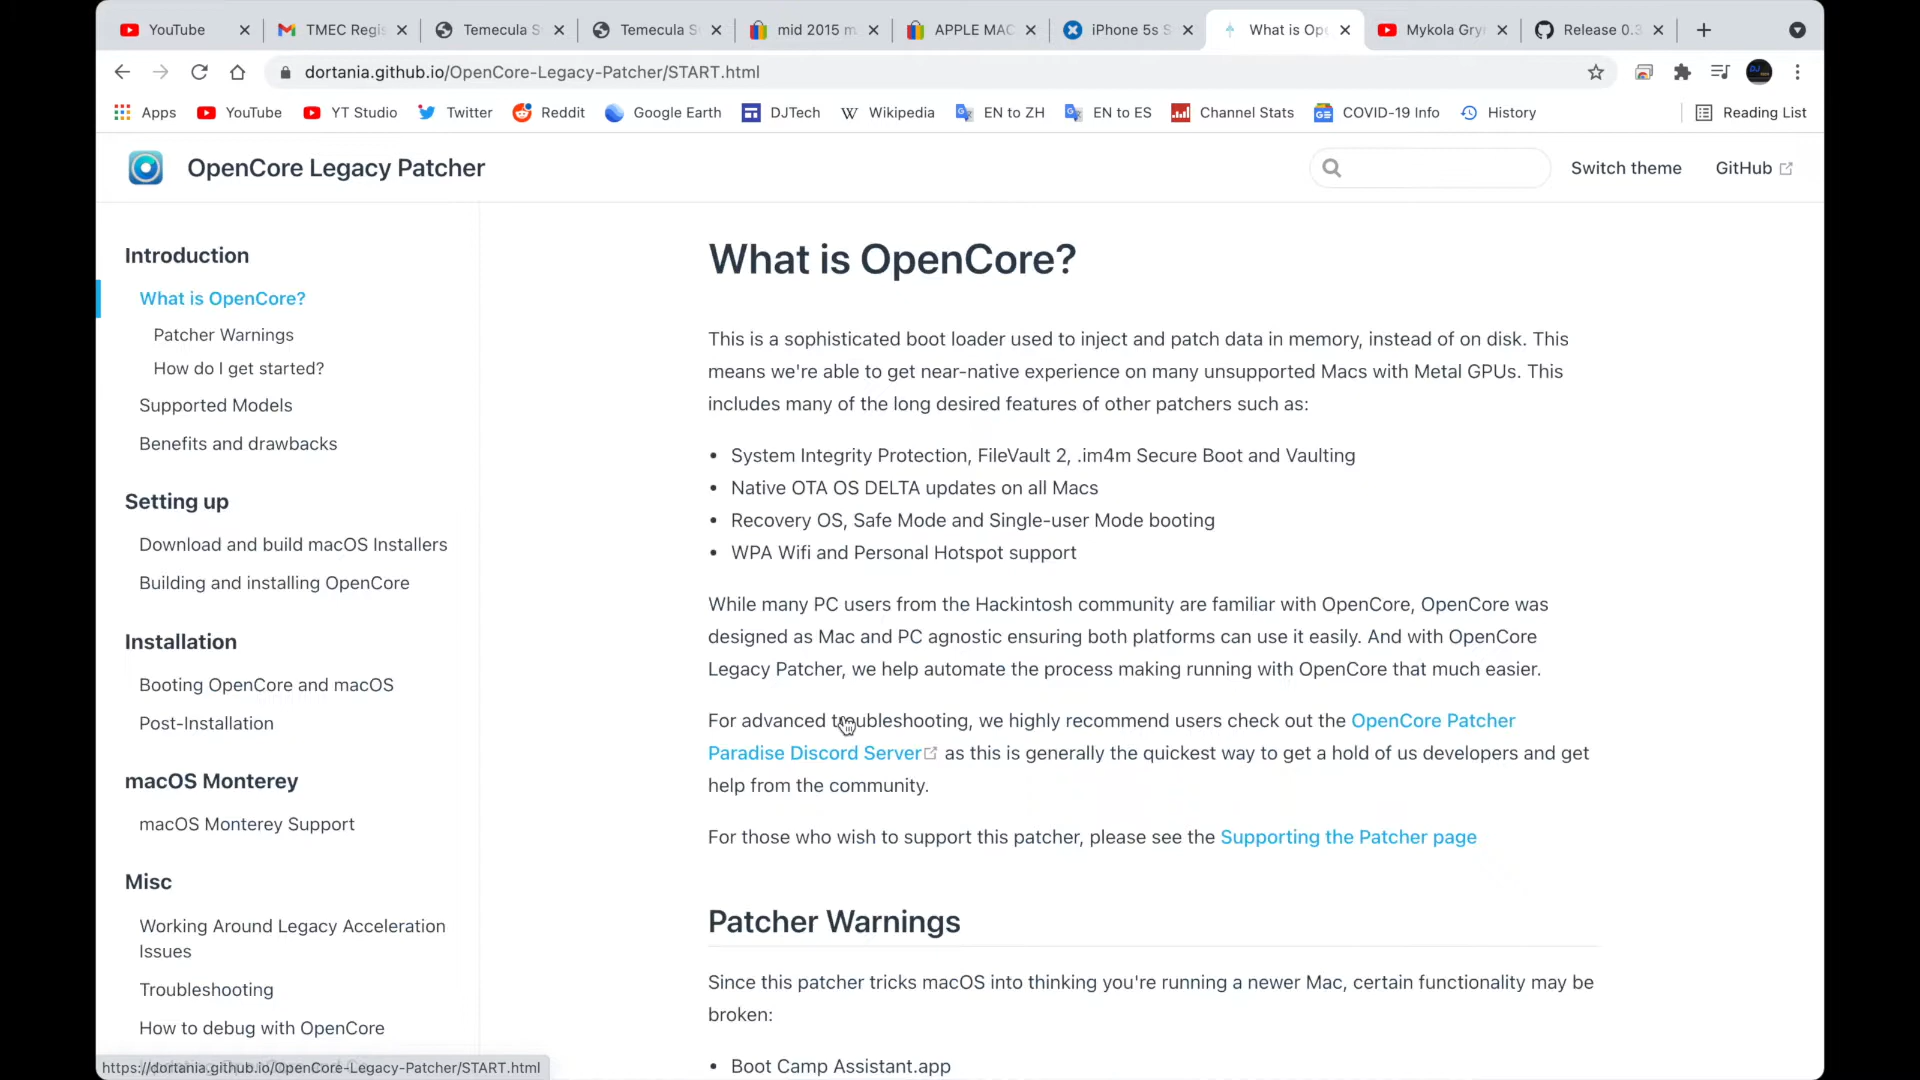 YouTube
TMEC Regis
Temecula S
Temecula S
mid 2015 m
APPLE MAC
iPhone 5s S
What is Ope
Mykola Gryn
Release 0.3
dortania.github.io/OpenCore-Legacy-Patcher/START.html
Apps
YouTube
YT Studio
Twitter
Reddit
Google Earth
DJTech
Wikipedia
EN to ZH
EN to ES
Channel Stats
COVID-19 Info
History
Reading List
OpenCore Legacy Patcher
Switch theme
GitHub
Introduction
What is OpenCore?
Patcher Warnings
How do I get started?
Supported Models
Benefits and drawbacks
Setting up
Download and build macOS Installers
Building and installing OpenCore
Installation
Booting OpenCore and macOS
Post-Installation
macOS Monterey
macOS Monterey Support
Misc
Working Around Legacy Acceleration
Issues
Troubleshooting
How to debug with OpenCore
https://dortania.github.io/OpenCore-Legacy-Patcher/START.html
What is OpenCore?
This is a sophisticated boot loader used to inject and patch data in memory, instead of on disk. This
means we're able to get near-native experience on many unsupported Macs with Metal GPUs. This
includes many of the long desired features of other patchers such as:
• System Integrity Protection, FileVault 2, .im4m Secure Boot and Vaulting
• Native OTA OS DELTA updates on all Macs
• Recovery OS, Safe Mode and Single-user Mode booting
• WPA Wifi and Personal Hotspot support
While many PC users from the Hackintosh community are familiar with OpenCore, OpenCore was
designed as Mac and PC agnostic ensuring both platforms can use it easily. And with OpenCore
Legacy Patcher, we help automate the process making running with OpenCore that much easier.
For advanced troubleshooting, we highly recommend users check out the OpenCore Patcher
Paradise Discord Server as this is generally the quickest way to get a hold of us developers and get
help from the community.
For those who wish to support this patcher, please see the Supporting the Patcher page
Patcher Warnings
Since this patcher tricks macOS into thinking you're running a newer Mac, certain functionality may be
broken:
• Boot Camp Assistant.app